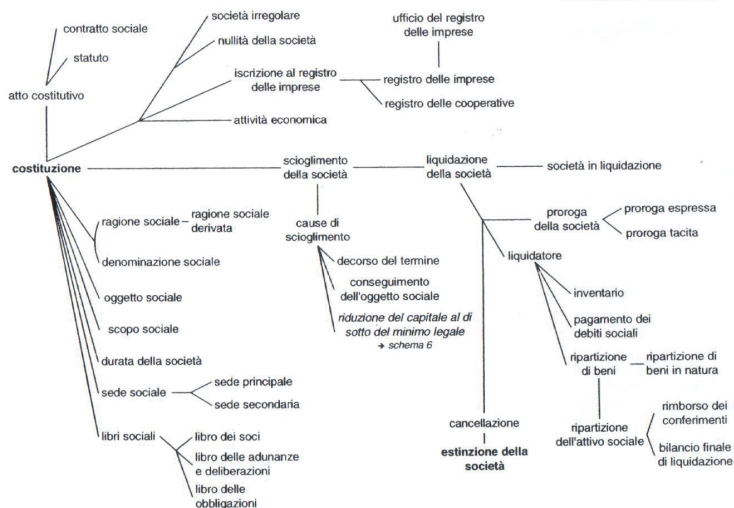 società irregolare
ufficio del registro
delle imprese
contratto sociale
nullità della società
statuto
iscrizione al registro
delle imprese
registro delle imprese
atto costitutivo
registro delle cooperative
attività economica
costituzione
scioglimento
della società
liquidazione
della società
società in liquidazione
ragione sociale
ragione sociale
derivata
denominazione sociale
oggetto sociale
scopo sociale
durata della società
sede sociale
sede principale
sede secondaria
libri sociali
libro dei soci
libro delle adunanze
e deliberazioni
libro delle
obbligazioni
cause di
scioglimento
decorso del termine
conseguimento
dell'oggetto sociale
riduzione del capitale al di
sotto del minimo legale
→ schema 6
proroga
della società
proroga espressa
proroga tacita
liquidatore
inventario
pagamento dei
debiti sociali
ripartizione
di beni
ripartizione di
beni in natura
ripartizione
dell'attivo sociale
rimborso dei
conferimenti
bilancio finale
di liquidazione
cancellazione
estinzione della
società